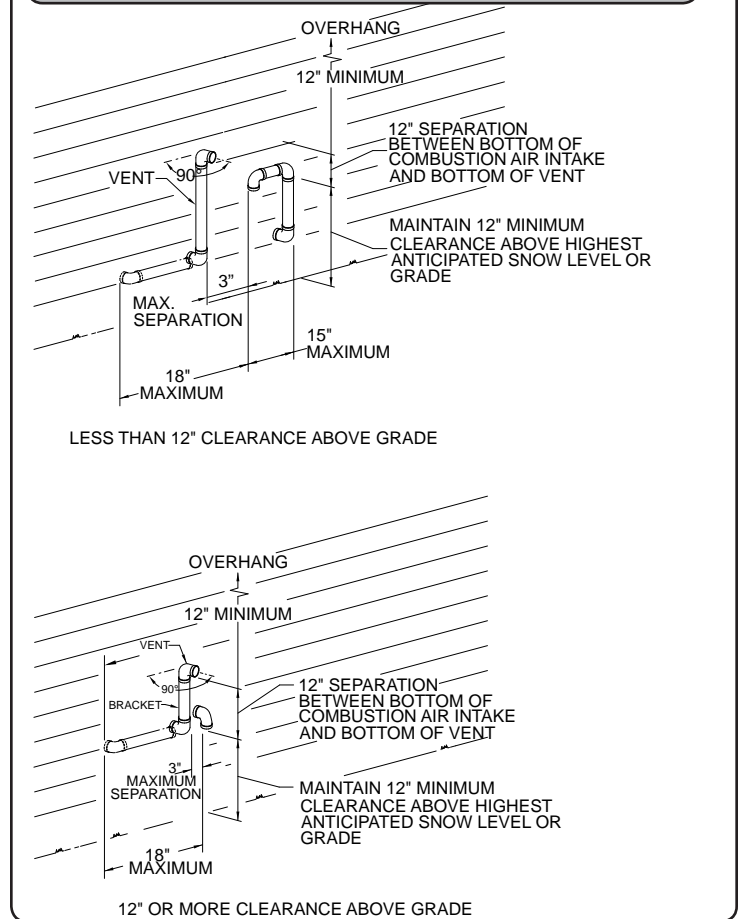 OVERHANG
12" MINIMUM
12" SEPARATION
BETWEEN BOTTOM OF
COMBUSTION AIR INTAKE
AND BOTTOM OF VENT
90°
VENT
MAINTAIN 12" MINIMUM
CLEARANCE ABOVE HIGHEST
ANTICIPATED SNOW LEVEL OR
GRADE
3"
MAX.
SEPARATION
15"
MAXIMUM
18"
MAXIMUM
LESS THAN 12" CLEARANCE ABOVE GRADE
OVERHANG
12" MINIMUM
VENT
90°
BRACKET
12" SEPARATION
BETWEEN BOTTOM OF
COMBUSTION AIR INTAKE
AND BOTTOM OF VENT
3"
MAXIMUM
SEPARATION
MAINTAIN 12" MINIMUM
CLEARANCE ABOVE HIGHEST
ANTICIPATED SNOW LEVEL OR
GRADE
18"
MAXIMUM
12" OR MORE CLEARANCE ABOVE GRADE